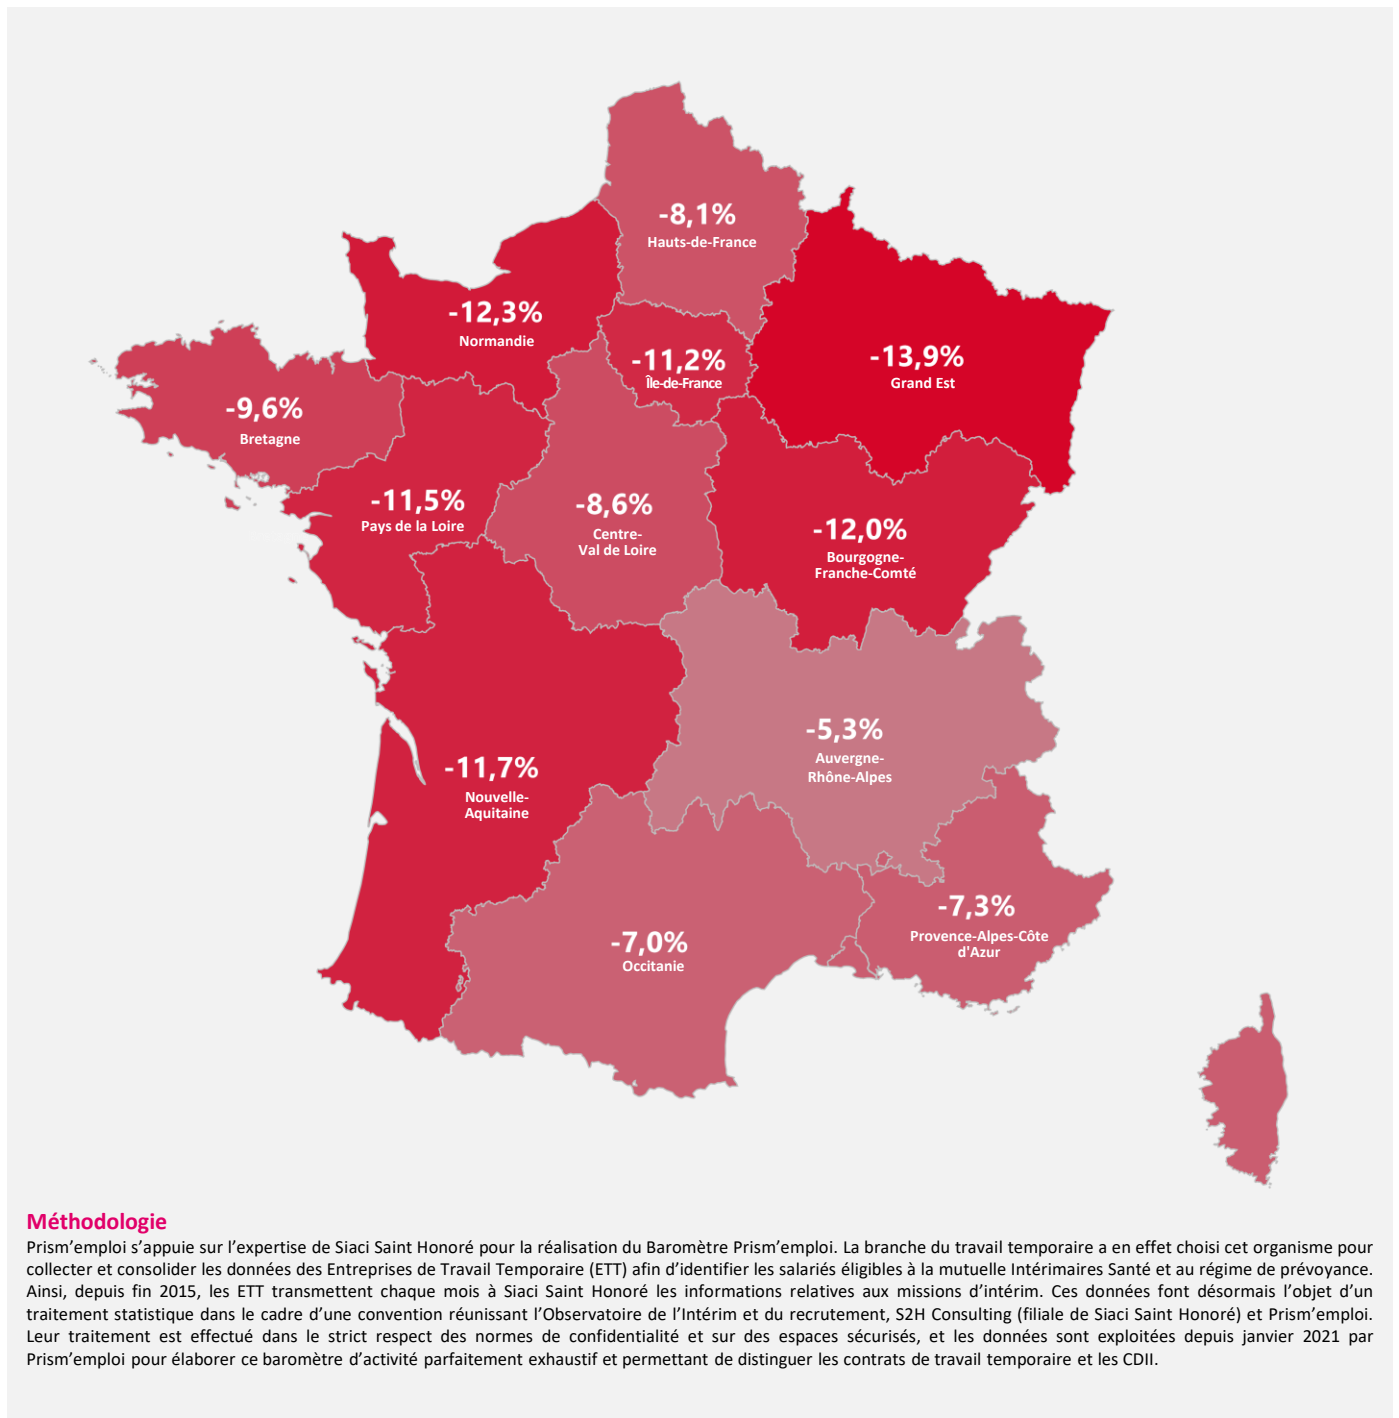 -8,1%
Hauts-de-France
-12,3%
Normandie
-11,2%
Île-de-France
-13,9%
Grand Est
-9,6%
Bretagne
-11,5%
Pays de la Loire
-8,6%
Centre-
Val de Loire
-12,0%
Bourgogne-
Franche-Comté
-5,3%
Auvergne-
Rhône-Alpes
-11,7%
Nouvelle-
Aquitaine
-7,3%
Provence-Alpes-Côte
d'Azur
-7,0%
Occitanie
Méthodologie
Prism’emploi s’appuie sur l’expertise de Siaci Saint Honoré pour la réalisation du Baromètre Prism’emploi. La branche du travail temporaire a en effet choisi cet organisme pour
collecter et consolider les données des Entreprises de Travail Temporaire (ETT) afin d’identifier les salariés éligibles à la mutuelle Intérimaires Santé et au régime de prévoyance.
Ainsi, depuis fin 2015, les ETT transmettent chaque mois à Siaci Saint Honoré les informations relatives aux missions d’intérim. Ces données font désormais l’objet d’un
traitement statistique dans le cadre d’une convention réunissant l’Observatoire de l’Intérim et du recrutement, S2H Consulting (filiale de Siaci Saint Honoré) et Prism’emploi.
Leur traitement est effectué dans le strict respect des normes de confidentialité et sur des espaces sécurisés, et les données sont exploitées depuis janvier 2021 par
Prism’emploi pour élaborer ce baromètre d’activité parfaitement exhaustif et permettant de distinguer les contrats de travail temporaire et les CDII.